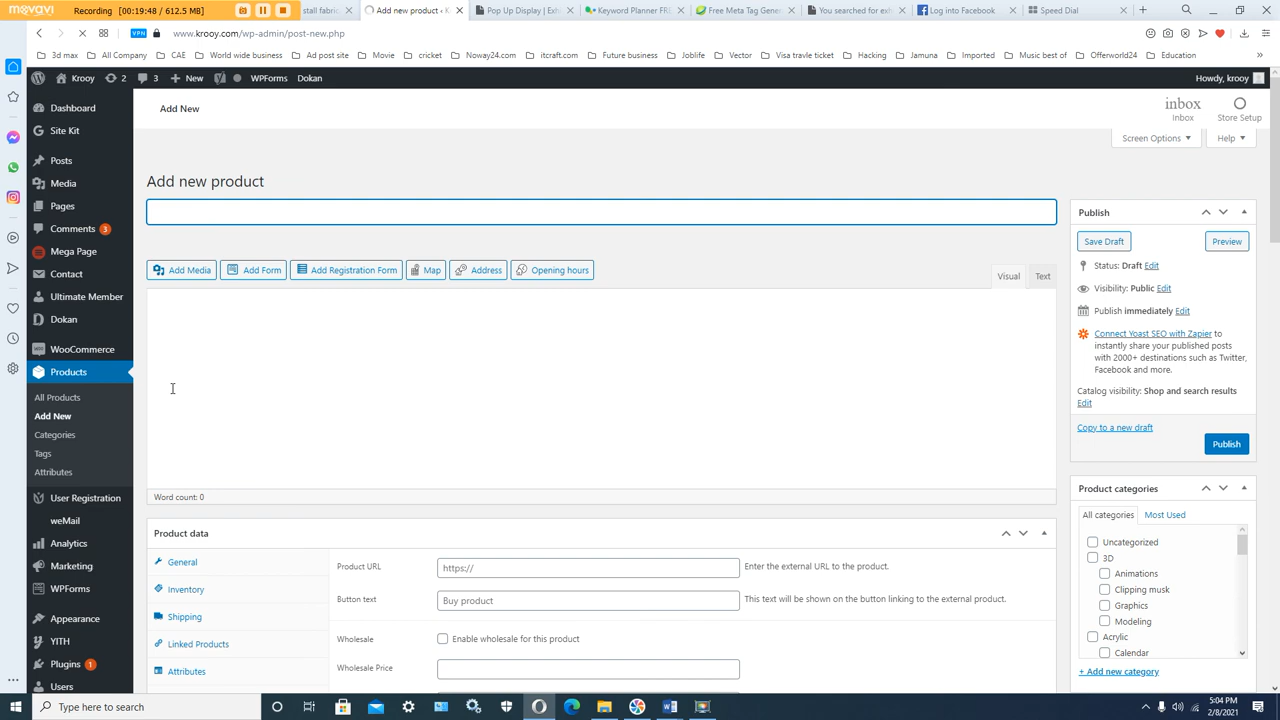 movavi
Recording [ 00:19:48 / 612.5 MB ]
stall fabric
Add new product ‹ K
Pop Up Display | Exh
Keyword Planner FRE
Free Meta Tag Gener
You searched for exh
Log into Facebook
Speed Dial
VPN
www.krooy.com/wp-admin/post-new.php
3d max
All Company
CAE
World wide business
Ad post site
Movie
cricket
Noway24.com
itcraft.com
Future business
Joblife
Vector
Visa travle ticket
Hacking
Jamuna
Imported
Music best of
Offerworld24
Education
Krooy
2
3
New
WPForms
Dokan
Howdy, krooy
Dashboard
Site Kit
Posts
Media
Pages
Comments 3
Mega Page
Contact
Ultimate Member
Dokan
WooCommerce
Products
All Products
Add New
Categories
Tags
Attributes
User Registration
weMail
Analytics
Marketing
WPForms
Appearance
YITH
Plugins 1
Users
Add New
inbox
Inbox
Store Setup
Screen Options
Help
Add new product
Add Media
Add Form
Add Registration Form
Map
Address
Opening hours
Visual
Text
Word count: 0
Product data
General
Inventory
Shipping
Linked Products
Attributes
Product URL
https://
Enter the external URL to the product.
Button text
Buy product
This text will be shown on the button linking to the external product.
Wholesale
Enable wholesale for this product
Wholesale Price
Publish
Save Draft
Preview
Status: Draft Edit
Visibility: Public Edit
Publish immediately Edit
Connect Yoast SEO with Zapier to
instantly share your published posts
with 2000+ destinations such as Twitter,
Facebook and more.
Catalog visibility: Shop and search results
Edit
Copy to a new draft
Publish
Product categories
All categories
Most Used
Uncategorized
3D
Animations
Clipping musk
Graphics
Modeling
Acrylic
Calendar
+ Add new category
Type here to search
5:04 PM
2/8/2021